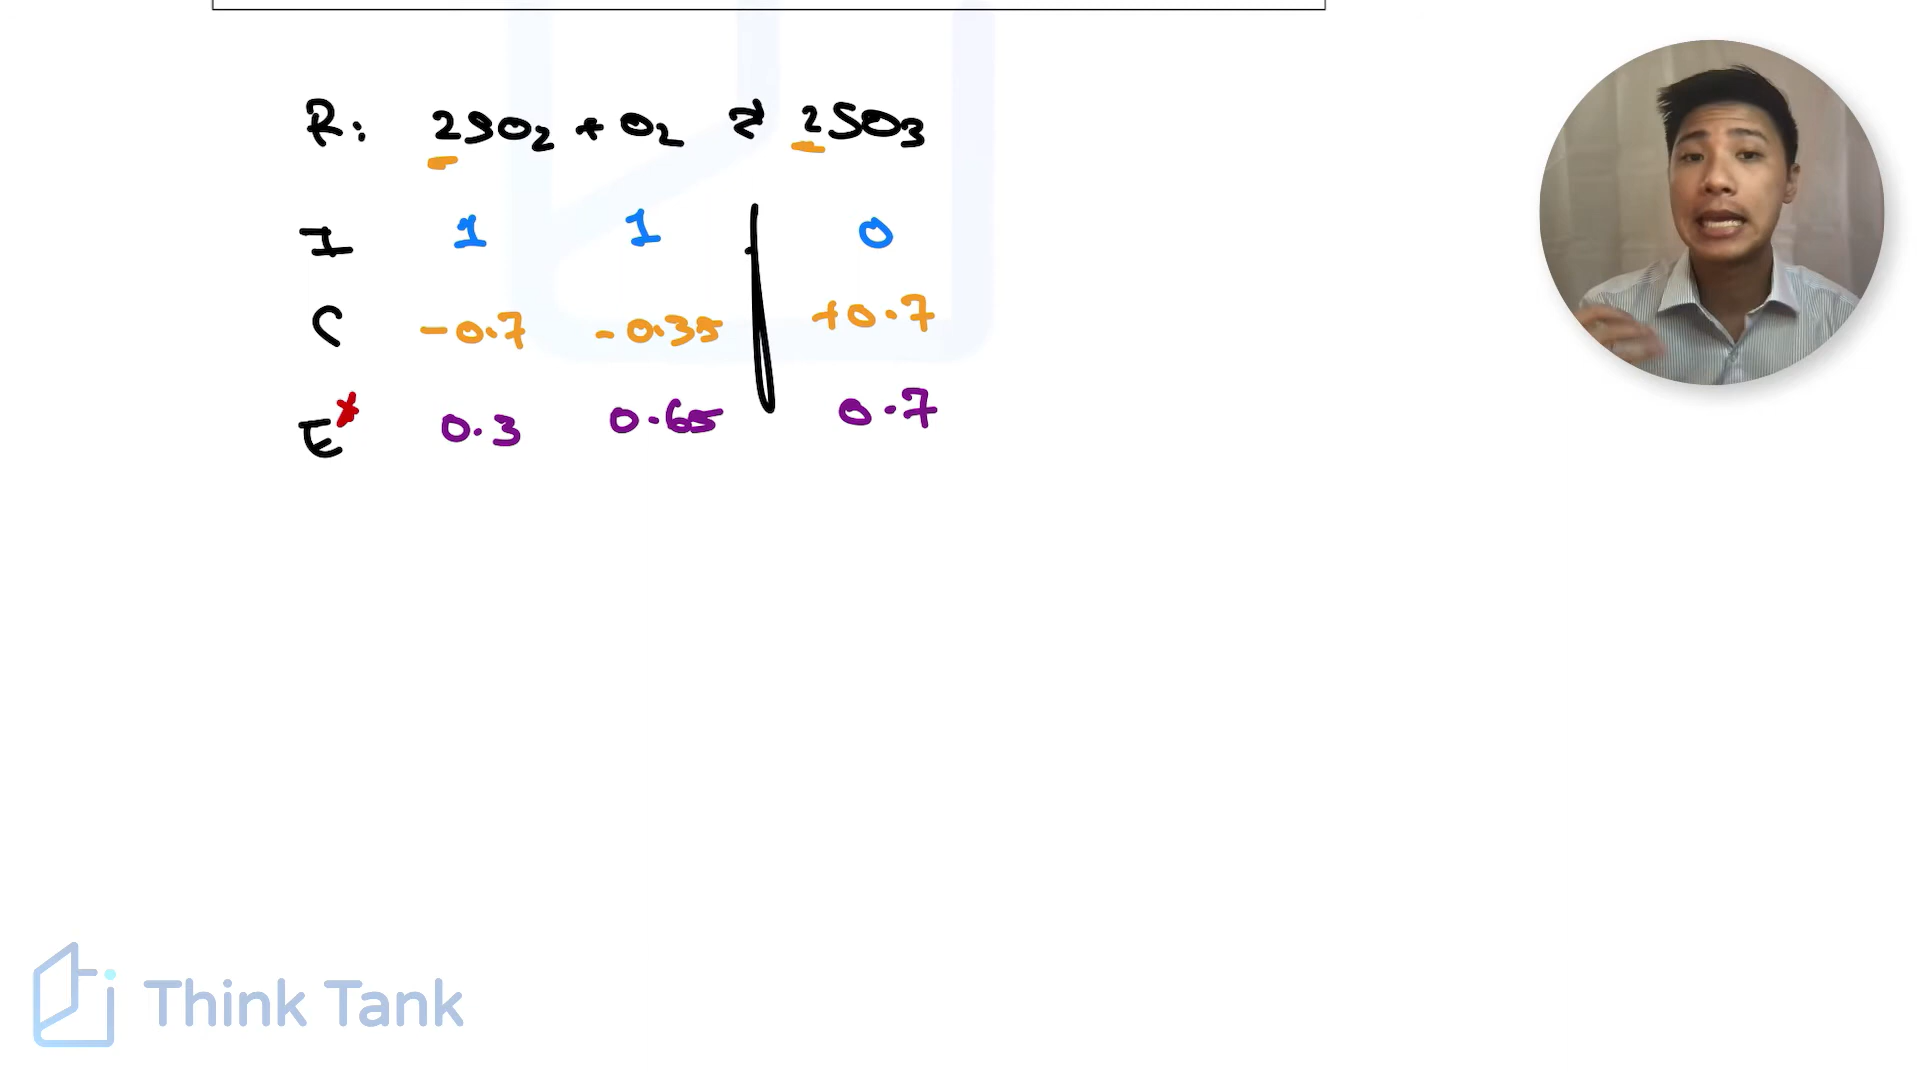 R: 2SO₂ + O₂ ⇌ 2SO₃
I 1 1 0
C -0.7 -0.35 +0.7
E* 0.3 0.65 0.7
Think Tank